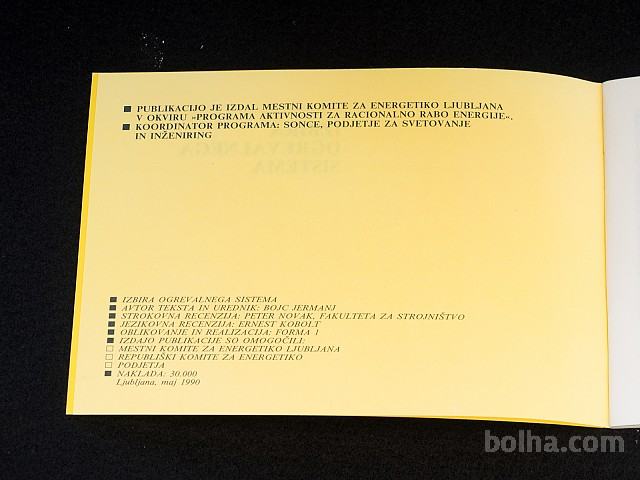 ■ PUBLIKACIJO JE IZDAL MESTNI KOMITE ZA ENERGETIKO LJUBLJANA
V OKVIRU »PROGRAMA AKTIVNOSTI ZA RACIONALNO RABO ENERGIJE«.
■ KOORDINATOR PROGRAMA: SONCE, PODJETJE ZA SVETOVANJE
IN INŽENIRING
OGREVALNEGA
SISTEMA
■ IZBIRA OGREVALNEGA SISTEMA
■ AVTOR TEKSTA IN UREDNIK: BOJC JERMANJ
■ STROKOVNA RECENZIJA: PETER NOVAK, FAKULTETA ZA STROJNIŠTVO
■ JEZIKOVNA RECENZIJA: ERNEST KOBOLT
■ OBLIKOVANJE IN REALIZACIJA: FORMA 1
■ IZDAJO PUBLIKACIJE SO OMOGOČILI:
□ MESTNI KOMITE ZA ENERGETIKO LJUBLJANA
□ REPUBLIŠKI KOMITE ZA ENERGETIKO
□ PODJETJA
■ NAKLADA: 30.000
Ljubljana, maj 1990
bolha.com